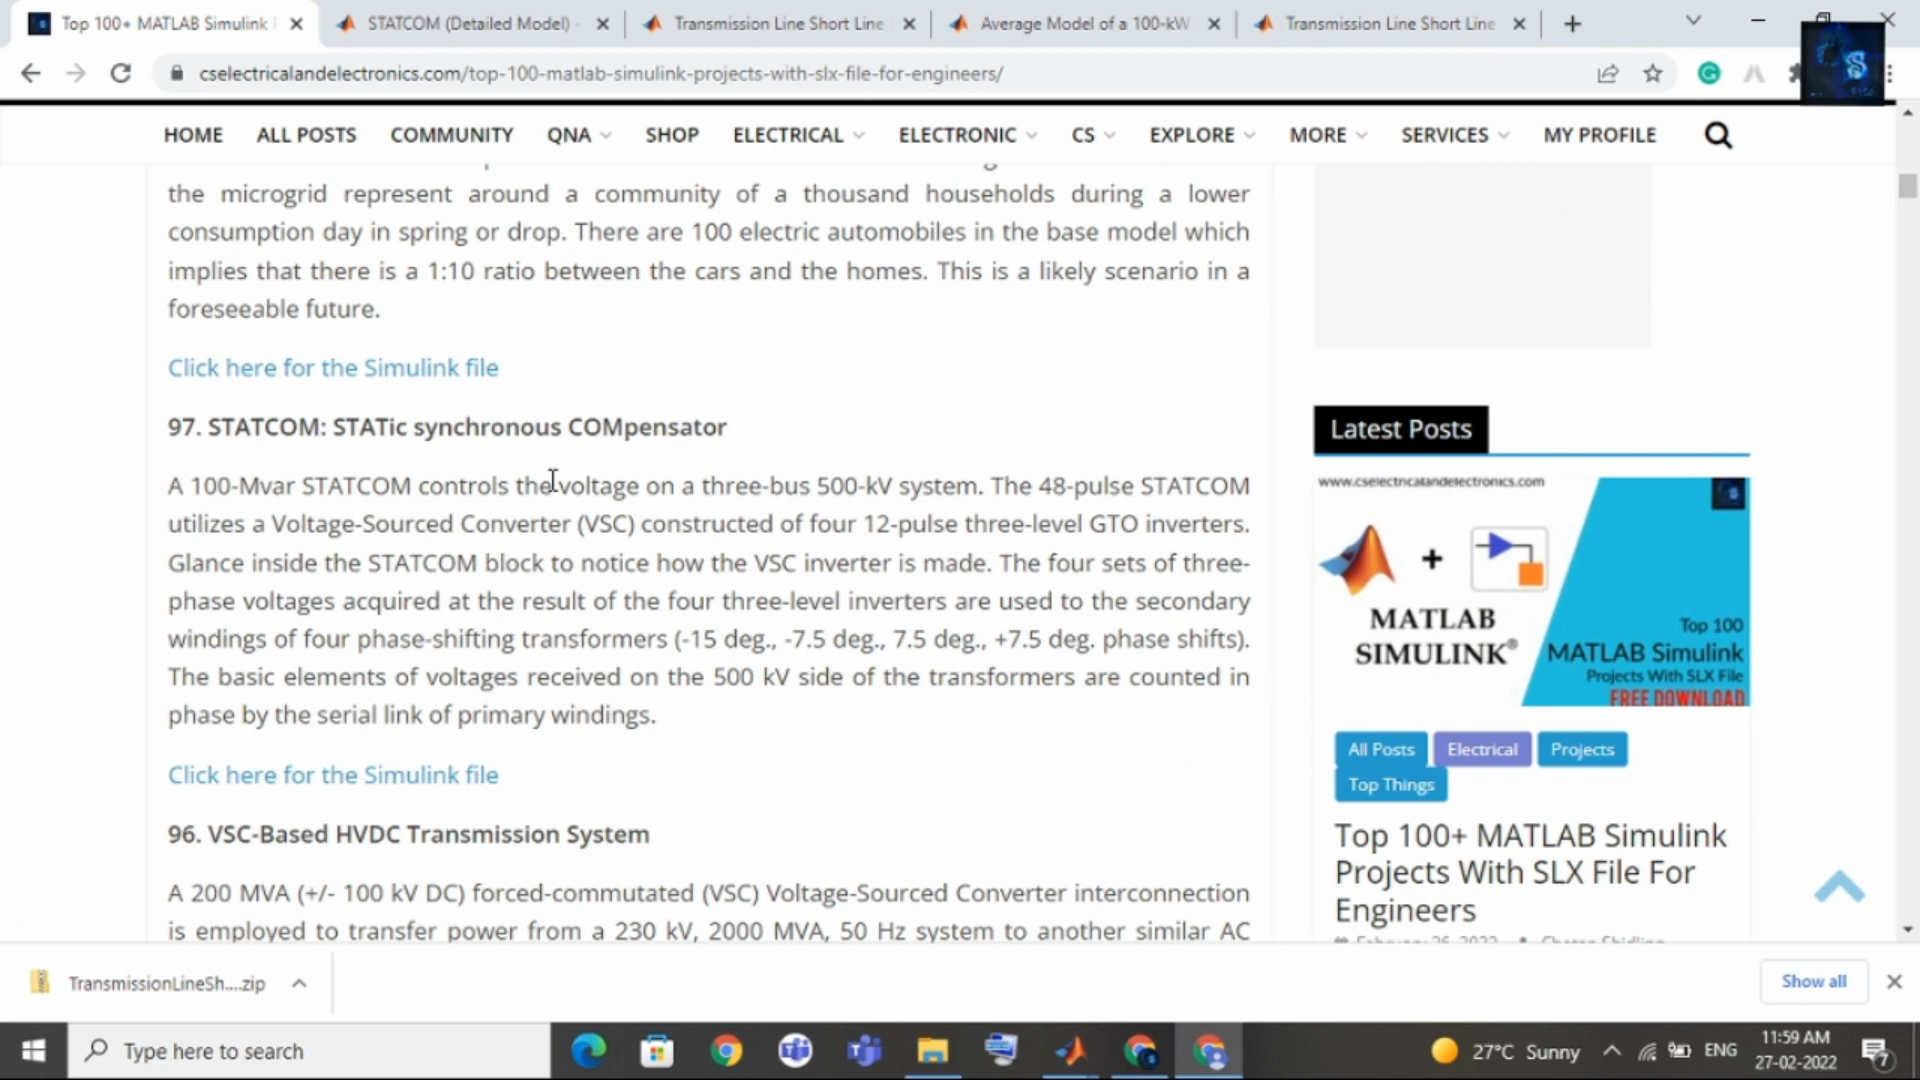 Top 100+ MATLAB Simulink
STATCOM (Detailed Model) -
Transmission Line Short Line
Average Model of a 100-kW
Transmission Line Short Line
cselectricalandelectronics.com/top-100-matlab-simulink-projects-with-slx-file-for-engineers/
HOME ALL POSTS COMMUNITY QNA SHOP ELECTRICAL ELECTRONIC CS EXPLORE MORE SERVICES MY PROFILE
the microgrid represent around a community of a thousand households during a lower
consumption day in spring or drop. There are 100 electric automobiles in the base model which
implies that there is a 1:10 ratio between the cars and the homes. This is a likely scenario in a
foreseeable future.
Click here for the Simulink file
97. STATCOM: STATic synchronous COMpensator
A 100-Mvar STATCOM controls the voltage on a three-bus 500-kV system. The 48-pulse STATCOM
utilizes a Voltage-Sourced Converter (VSC) constructed of four 12-pulse three-level GTO inverters.
Glance inside the STATCOM block to notice how the VSC inverter is made. The four sets of three-
phase voltages acquired at the result of the four three-level inverters are used to the secondary
windings of four phase-shifting transformers (-15 deg., -7.5 deg., 7.5 deg., +7.5 deg. phase shifts).
The basic elements of voltages received on the 500 kV side of the transformers are counted in
phase by the serial link of primary windings.
Click here for the Simulink file
96. VSC-Based HVDC Transmission System
A 200 MVA (+/- 100 kV DC) forced-commutated (VSC) Voltage-Sourced Converter interconnection
is employed to transfer power from a 230 kV, 2000 MVA, 50 Hz system to another similar AC
Latest Posts
www.cselectricalandelectronics.com
+
MATLAB
SIMULINK®
Top 100
MATLAB Simulink
Projects With SLX File
FREE DOWNLOAD
All Posts Electrical Projects
Top Things
Top 100+ MATLAB Simulink
Projects With SLX File For
Engineers
TransmissionLineSh....zip
Show all
Type here to search
27°C Sunny
ENG
11:59 AM
27-02-2022
7